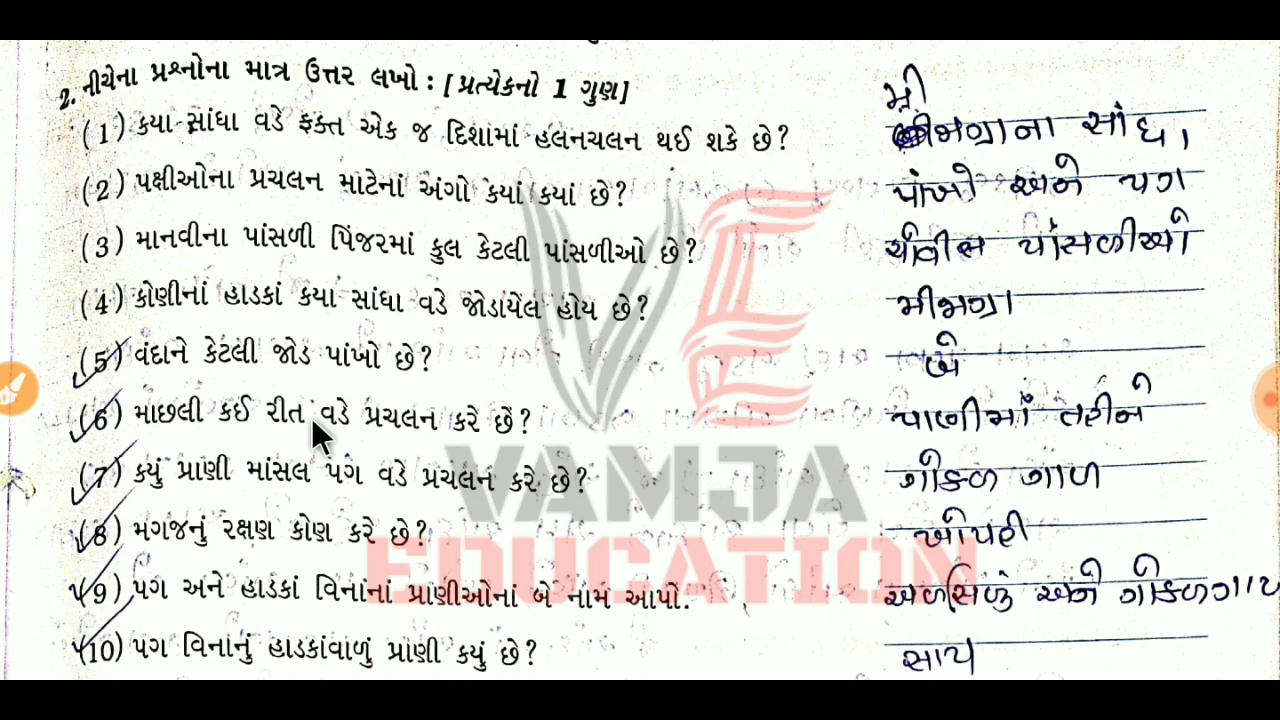 2. નીચેના પ્રશ્નોના માત્ર ઉત્તર લખો : [પ્રત્યેકનો 1 ગુણ]
(1) કયા સાંધા વડે ફક્ત એક જ દિશામાં હલનચલન થઈ શકે છે? મીજાગ્રાના સાંધા
(2) પક્ષીઓના પ્રચલન માટેનાં અંગો કયાં કયાં છે? પાંખો અને પગ
(3) માનવીના પાંસળી પિંજરમાં કુલ કેટલી પાંસળીઓ છે? ચોવીસ પાંસળીઓ
(4) કોણીનાં હાડકાં કયા સાંધા વડે જોડાયેલ હોય છે? મીજાગ્રા
(5) વંદાને કેટલી જોડ પાંખો છે? બે
(6) માછલી કઈ રીત વડે પ્રચલન કરે છે? પાણીમાં તરીને
(7) કયું પ્રાણી માંસલ પગ વડે પ્રચલન કરે છે? ગોકળ ગાળ
(8) મગજનું રક્ષણ કોણ કરે છે? ખોપરી
(9) પગ અને હાડકાં વિનાનાં પ્રાણીઓનાં બે નામ આપો. અળસિળું અને ગોકળગાય
(10) પગ વિનાનું હાડકાંવાળું પ્રાણી કયું છે? સાપ
VE
VAMJA
EDUCATION